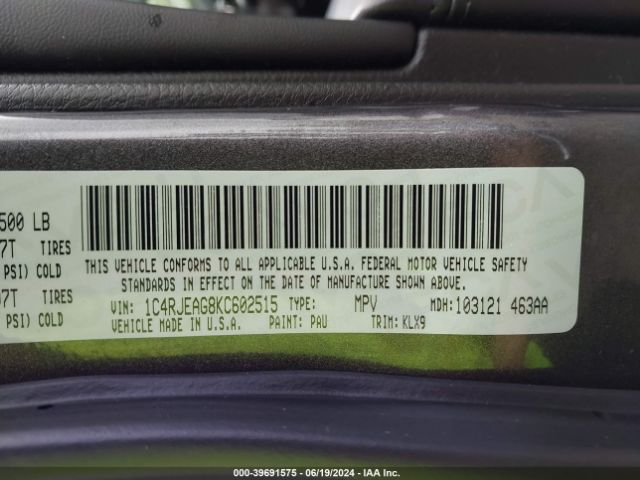 500 LB
7T TIRES
PSI) COLD
7T TIRES
PSI) COLD
THIS VEHICLE CONFORMS TO ALL APPLICABLE U.S.A. FEDERAL MOTOR VEHICLE SAFETY
STANDARDS IN EFFECT ON THE DATE OF MANUFACTURE SHOWN ABOVE.
VIN: 1C4RJEAG8KC602515 TYPE: MPV MDH: 103121 463AA
VEHICLE MADE IN U.S.A. PAINT: PAU TRIM: KLX9
000-39691575 | 06/19/2024 | IAA Inc.